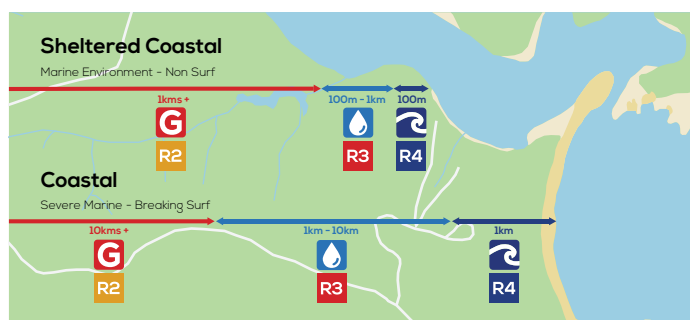 Sheltered Coastal
Marine Environment - Non Surf
1kms + 100m - 1km 100m
G
R2 R3 R4
Coastal
Severe Marine - Breaking Surf
10kms + 1km - 10km 1km
G
R2 R3 R4